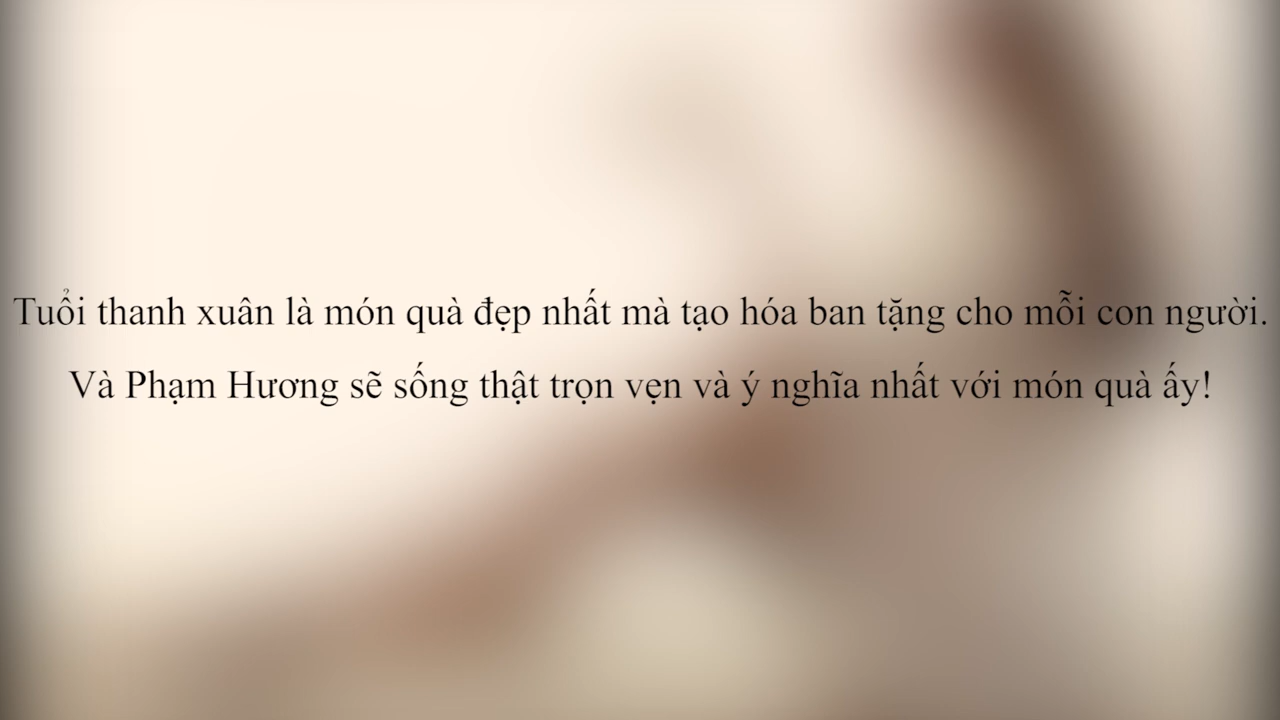 Tuổi thanh xuân là món quà đẹp nhất mà tạo hóa ban tặng cho mỗi con người.
Và Phạm Hương sẽ sống thật trọn vẹn và ý nghĩa nhất với món quà ấy!